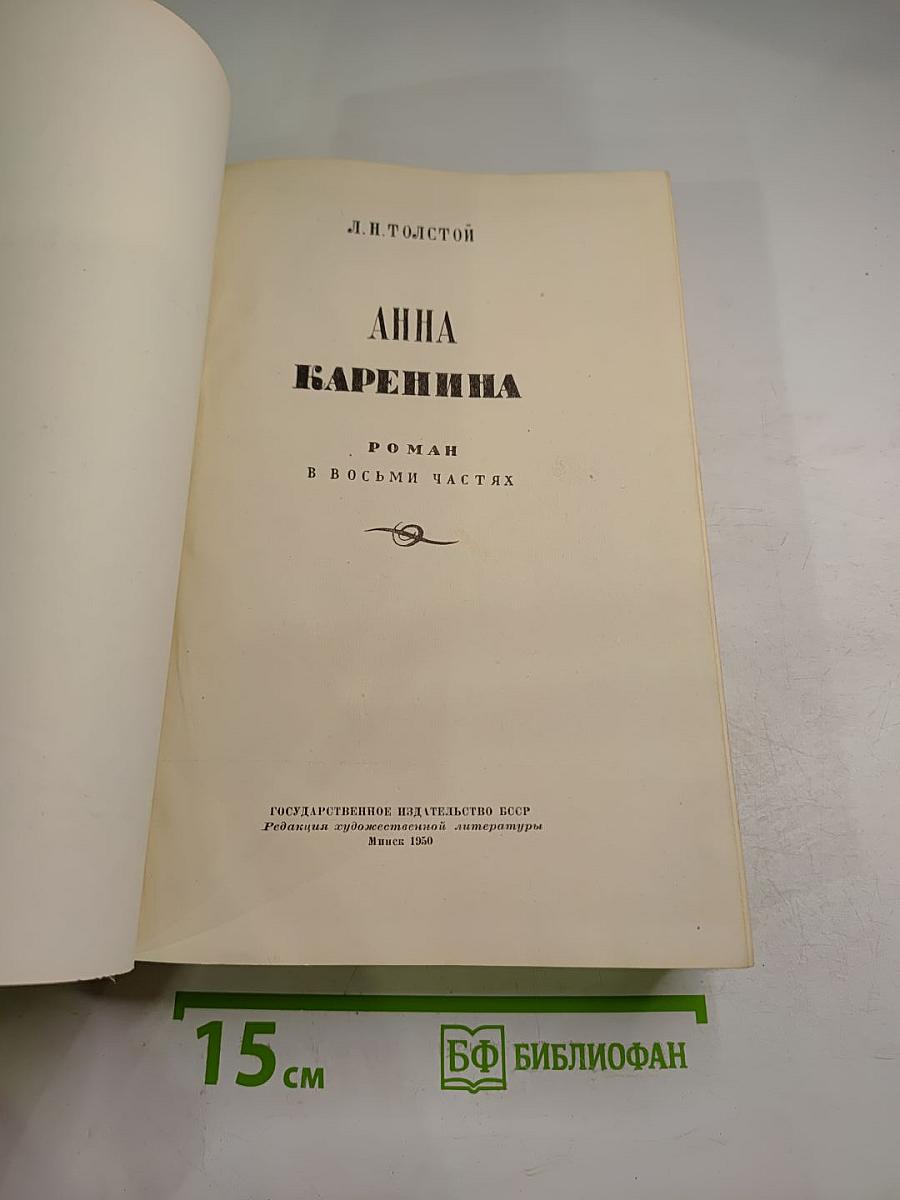 Л. Н. ТОЛСТОЙ
АННА
КАРЕНИНА
РОМАН
В ВОСЬМИ ЧАСТЯХ
ГОСУДАРСТВЕННОЕ ИЗДАТЕЛЬСТВО БССР
Редакция художественной литературы
Минск 1950
15 см
БФ БИБЛИОФАН